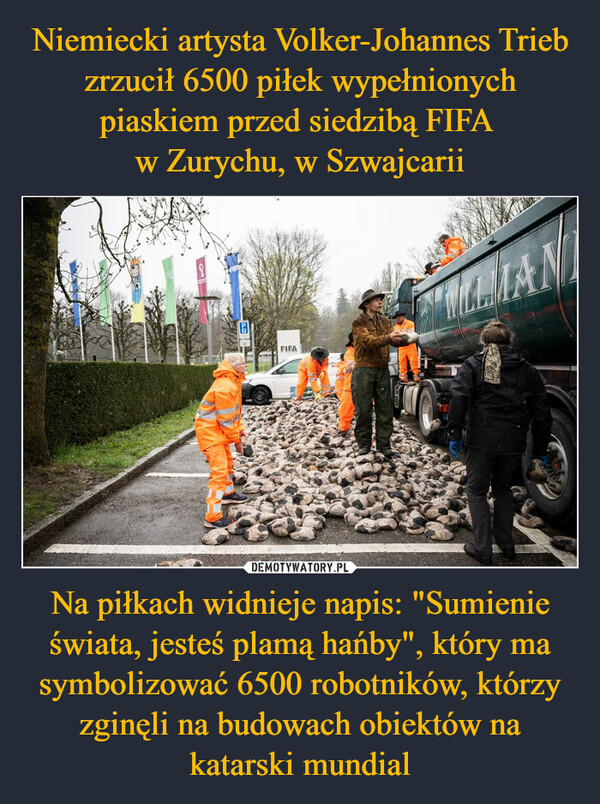 Niemiecki artysta Volker-Johannes Trieb
zrzucił 6500 piłek wypełnionych
piaskiem przed siedzibą FIFA
w Zurychu, w Szwajcarii
WILLMANN
FIFA
P
DEMOTYWATORY.PL
Na piłkach widnieje napis: "Sumienie
świata, jesteś plamą hańby", który ma
symbolizować 6500 robotników, którzy
zginęli na budowach obiektów na
katarski mundial